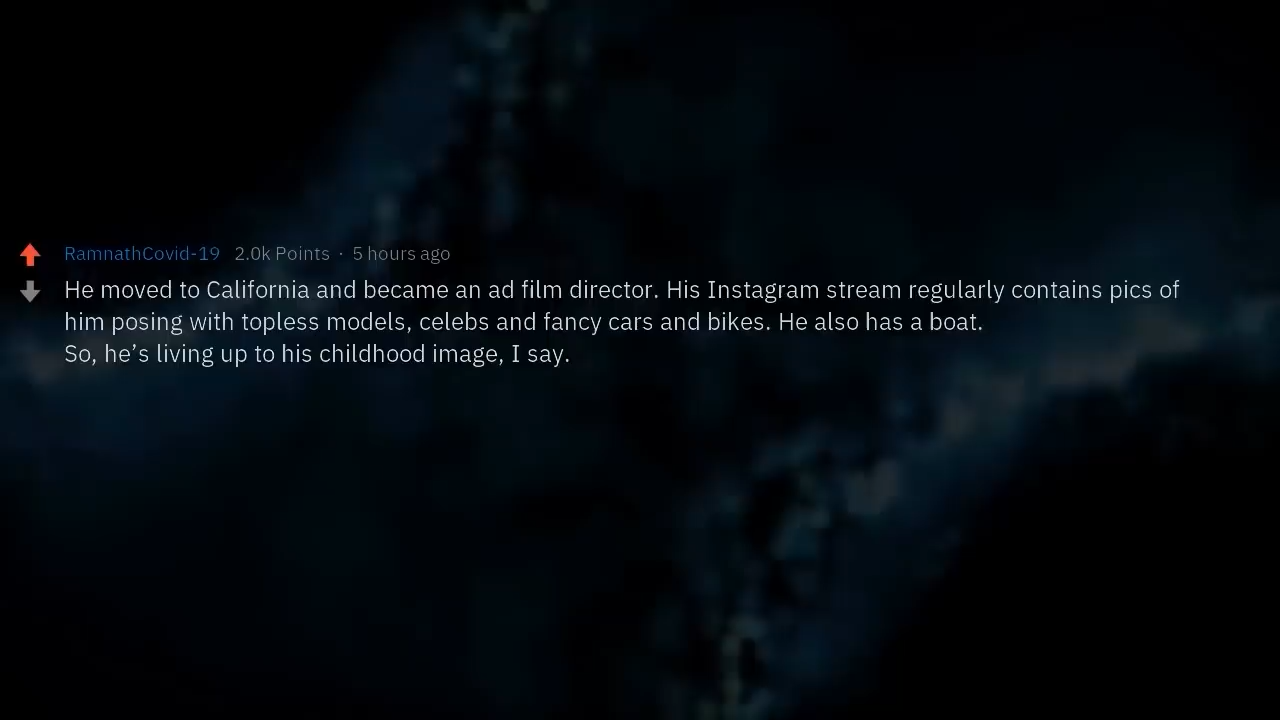 RamnathCovid-19 2.0k Points · 5 hours ago
He moved to California and became an ad film director. His Instagram stream regularly contains pics of
him posing with topless models, celebs and fancy cars and bikes. He also has a boat.
So, he’s living up to his childhood image, I say.